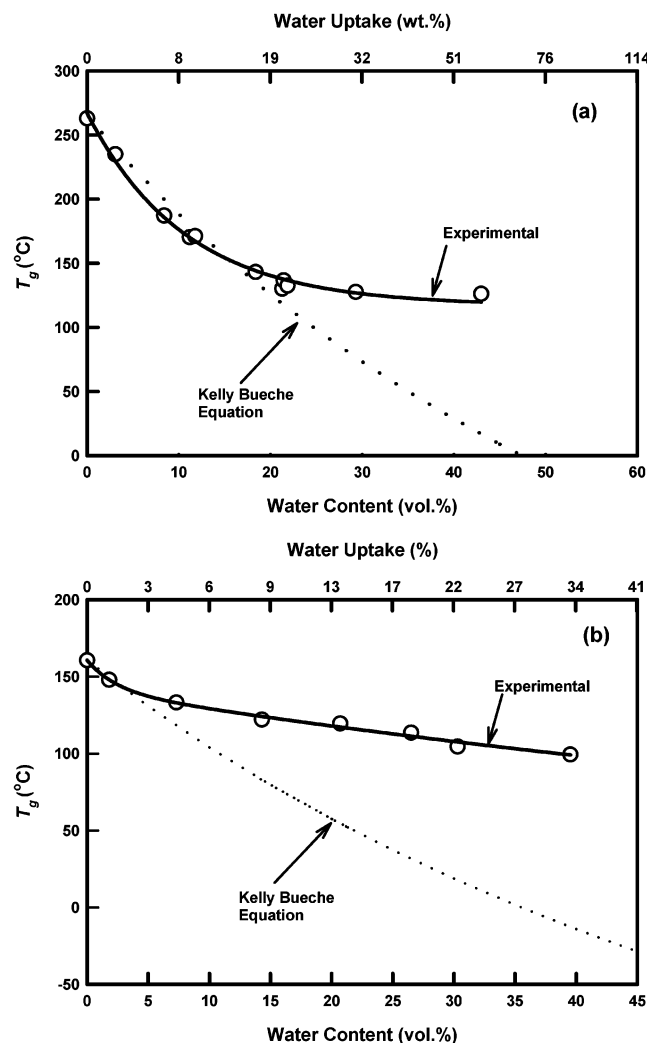 Water Uptake (wt.%)
0 8 19 32 51 76 114
300
(a)
250
200
Experimental
Tg (°C)
150
100
Kelly Bueche
Equation
50
0
0 10 20 30 40 50 60
Water Content (vol.%)
Water Uptake (%)
0 3 6 9 13 17 22 27 34 41
200
(b)
150
Experimental
100
Tg (°C)
50
Kelly Bueche
Equation
0
-50
0 5 10 15 20 25 30 35 40 45
Water Content (vol.%)